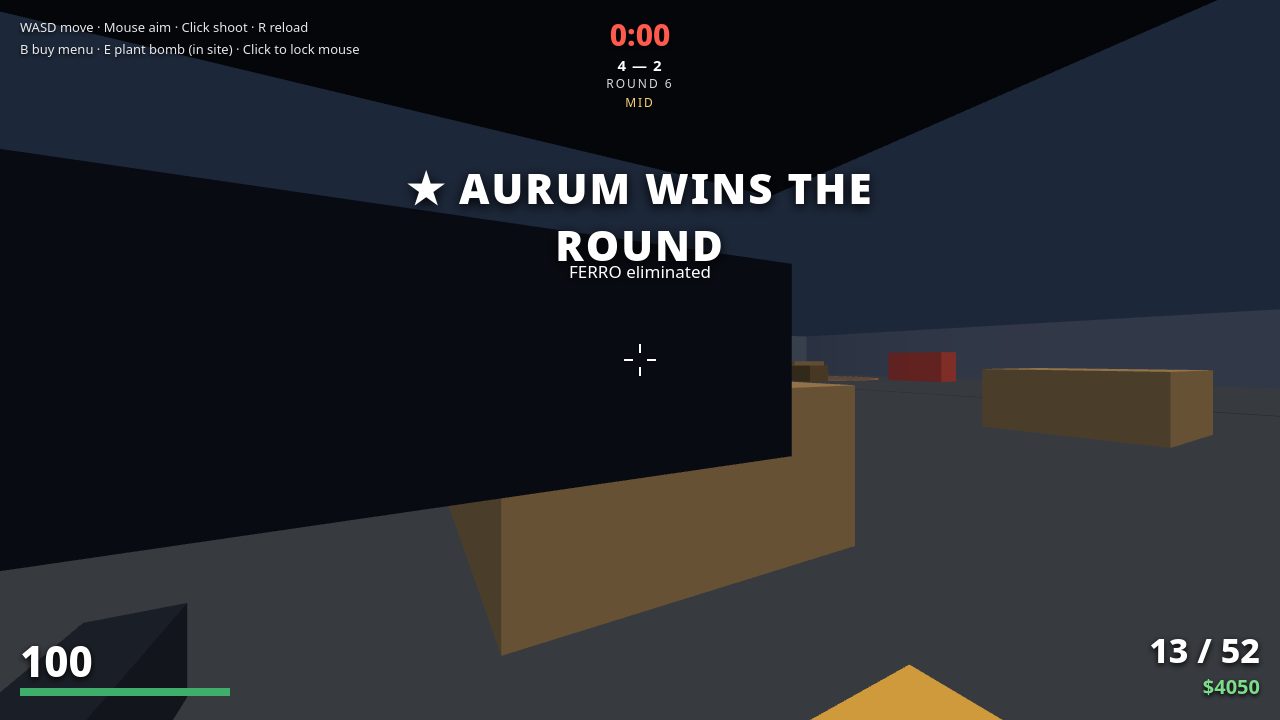 WASD move · Mouse aim · Click shoot · R reload
B buy menu · E plant bomb (in site) · Click to lock mouse
0:00
4 — 2
ROUND 6
MID
★ AURUM WINS THE
ROUND
FERRO eliminated
100
13 / 52
$4050